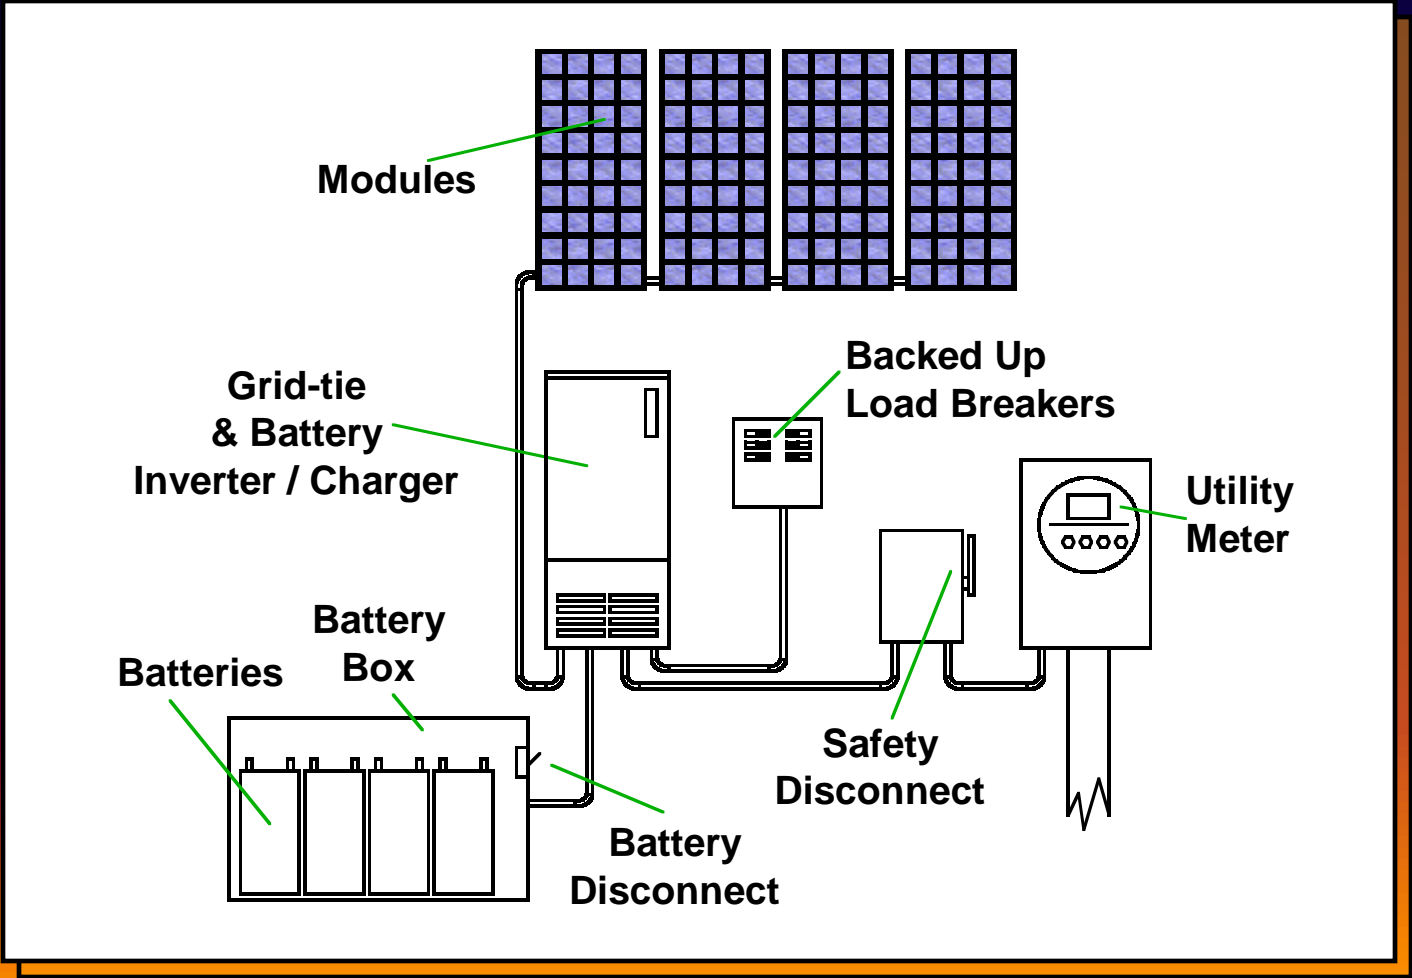 Modules
Backed Up
Load Breakers
Grid-tie
& Battery
Inverter / Charger
Utility
Meter
Battery
Box
Batteries
Safety
Disconnect
Battery
Disconnect